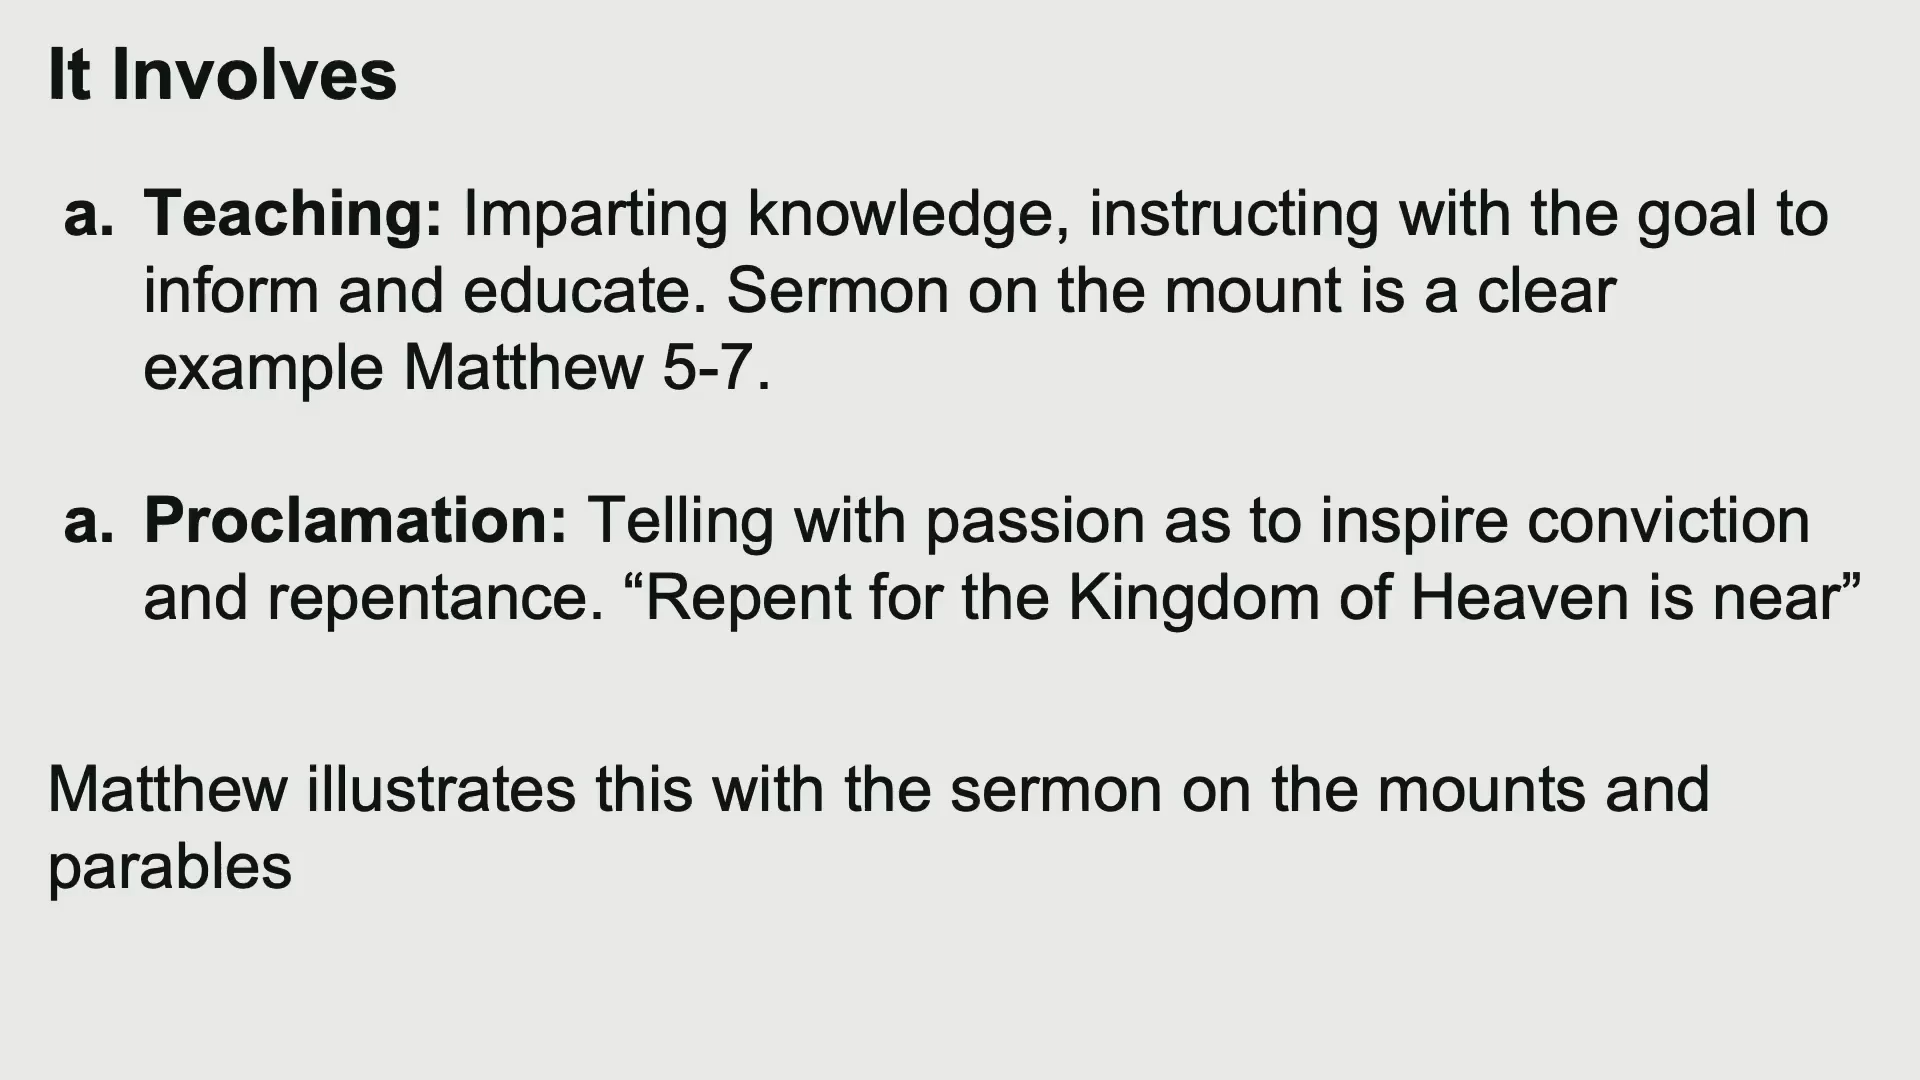 It Involves
a. Teaching: Imparting knowledge, instructing with the goal to
inform and educate. Sermon on the mount is a clear
example Matthew 5-7.
a. Proclamation: Telling with passion as to inspire conviction
and repentance. “Repent for the Kingdom of Heaven is near”
Matthew illustrates this with the sermon on the mounts and
parables